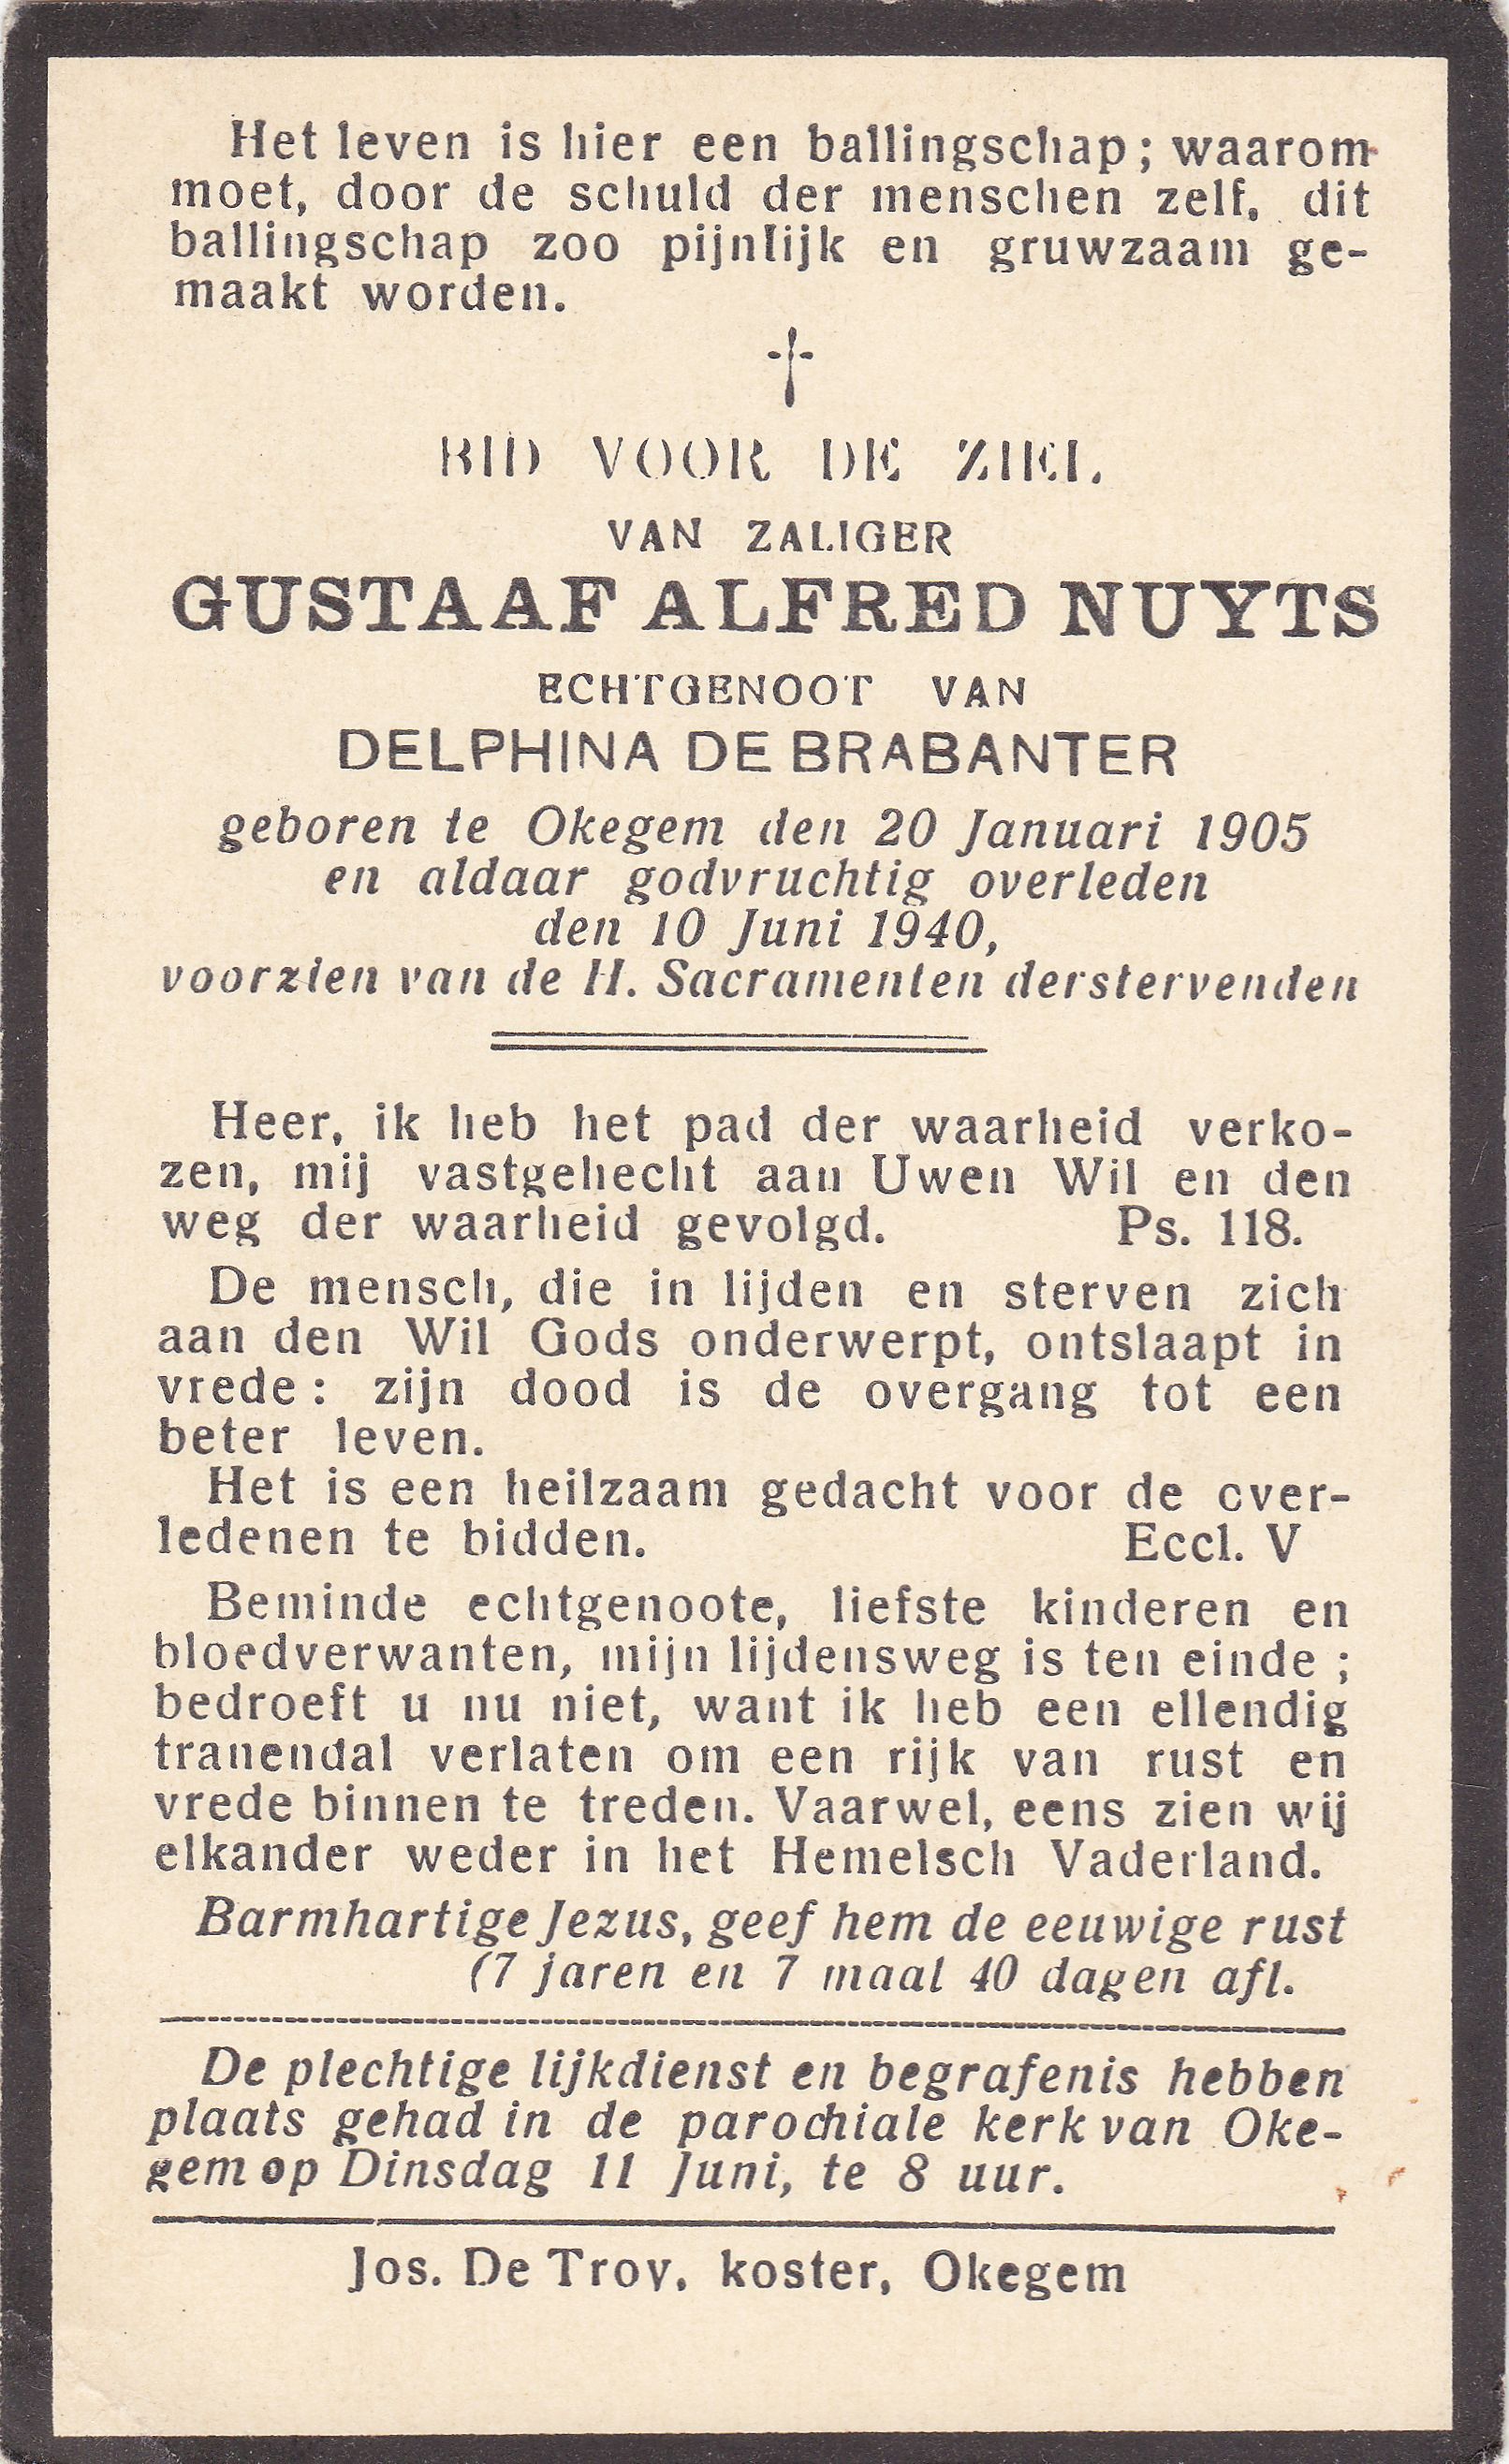 Het leven is hier een ballingschap; waarom
moet, door de schuld der menschen zelf, dit
ballingschap zoo pijnlijk en gruwzaam ge-
maakt worden.
BID VOOR DE ZIEL
VAN ZALIGER
GUSTAAF ALFRED NUYTS
ECHTGENOOT VAN
DELPHINA DE BRABANTER
geboren te Okegem den 20 Januari 1905
en aldaar godvruchtig overleden
den 10 Juni 1940,
voorzien van de H. Sacramenten derstervenden
Heer, ik heb het pad der waarheid verko-
zen, mij vastgehecht aan Uwen Wil en den
weg der waarheid gevolgd. Ps. 118.
De mensch, die in lijden en sterven zich
aan den Wil Gods onderwerpt, ontslaapt in
vrede: zijn dood is de overgang tot een
beter leven.
Het is een heilzaam gedacht voor de over-
ledenen te bidden. Eccl. V
Beminde echtgenoote, liefste kinderen en
bloedverwanten, mijn lijdensweg is ten einde ;
bedroeft u nu niet, want ik heb een ellendig
tranendal verlaten om een rijk van rust en
vrede binnen te treden. Vaarwel, eens zien wij
elkander weder in het Hemelsch Vaderland.
Barmhartige Jezus, geef hem de eeuwige rust
(7 jaren en 7 maal 40 dagen afl.
De plechtige lijkdienst en begrafenis hebben
plaats gehad in de parochiale kerk van Oke-
gem op Dinsdag 11 Juni, te 8 uur.
Jos. De Troy, koster, Okegem